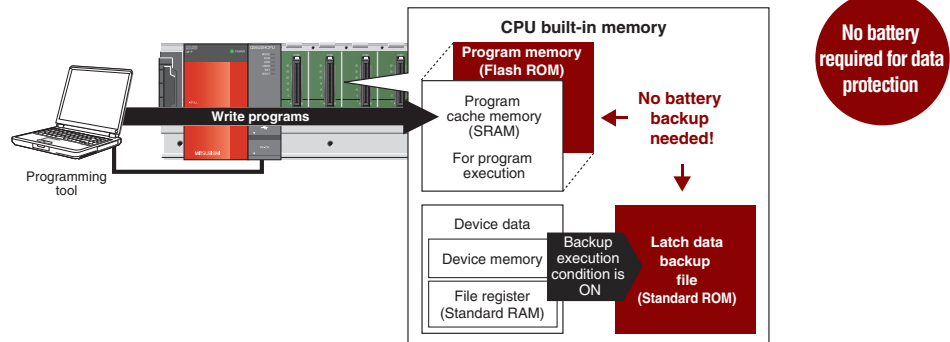 CPU built-in memory
No battery
required for data
protection
Program memory
(Flash ROM)
Program
cache memory
(SRAM)
For program
execution
Write programs
No battery
backup
needed!
MITSUBISHI
Programming
tool
Device data
Device memory
File register
(Standard RAM)
Backup
execution
condition is
ON
Latch data
backup
file
(Standard ROM)